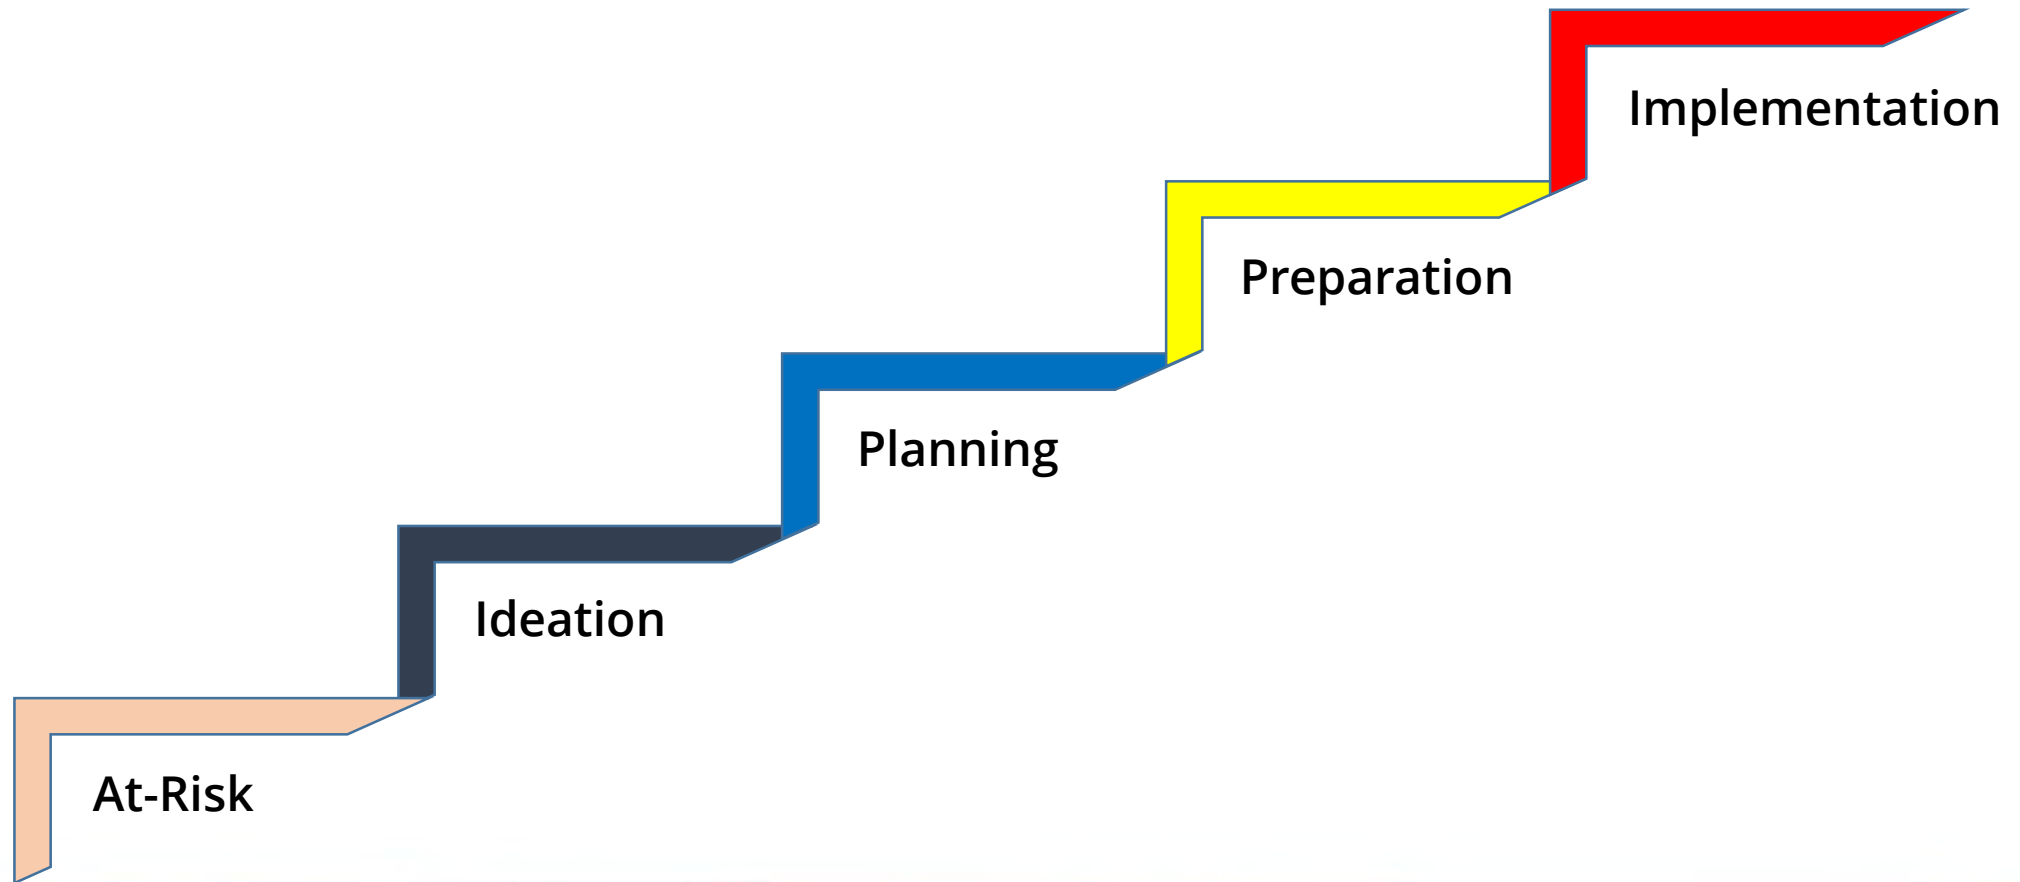 Implementation
Preparation
Planning
Ideation
At-Risk